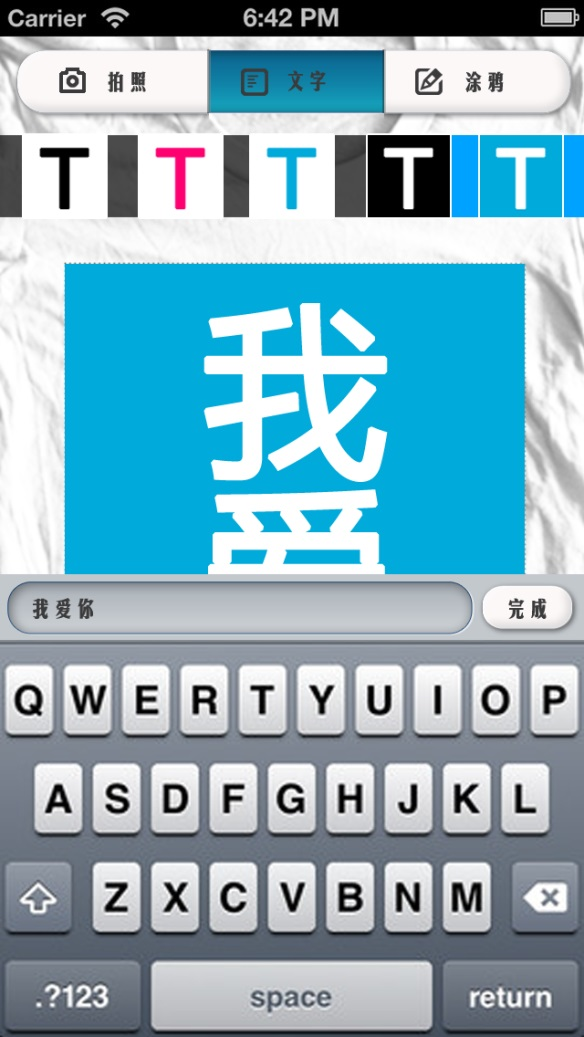 Carrier 6:42 PM
拍照 文字 涂鸦
T T T T T
我
爱
我爱你 完成
Q W E R T Y U I O P
A S D F G H J K L
Z X C V B N M
.?123 space return